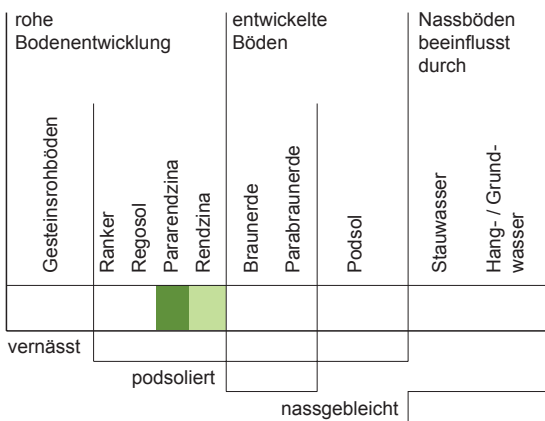 rohe
Bodenentwicklung
entwickelte
Böden
Nassböden
beeinflusst
durch
Gesteinsrohböden
Ranker
Regosol
Pararendzina
Rendzina
Braunerde
Parabraunerde
Podsol
Stauwasser
Hang- / Grund-
wasser
vernässt
podsoliert
nassgebleicht